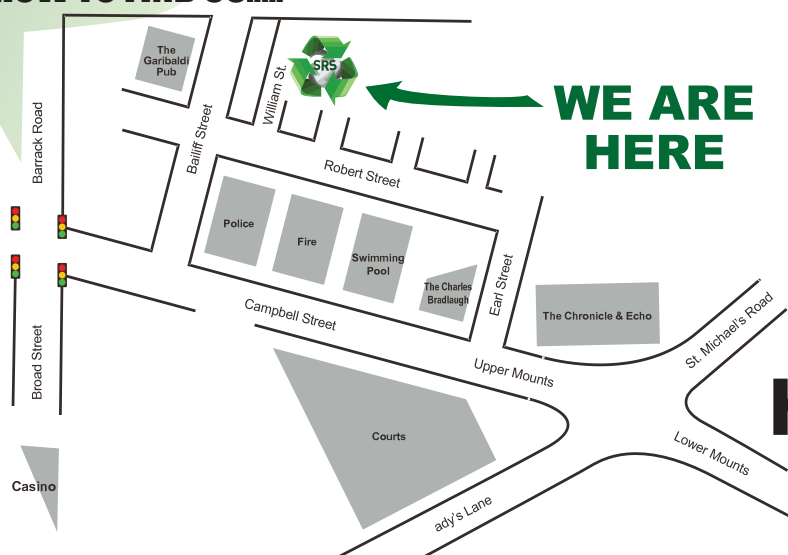 The
Garibaldi
Pub
William St.
SRS
WE ARE
HERE
Barrack Road
Bailiff Street
Robert Street
Police
Fire
Swimming
Pool
The Charles
Bradlaugh
Earl Street
The Chronicle & Echo
Campbell Street
St. Michael's Road
Broad Street
Upper Mounts
Courts
Lower Mounts
Casino
ady's Lane